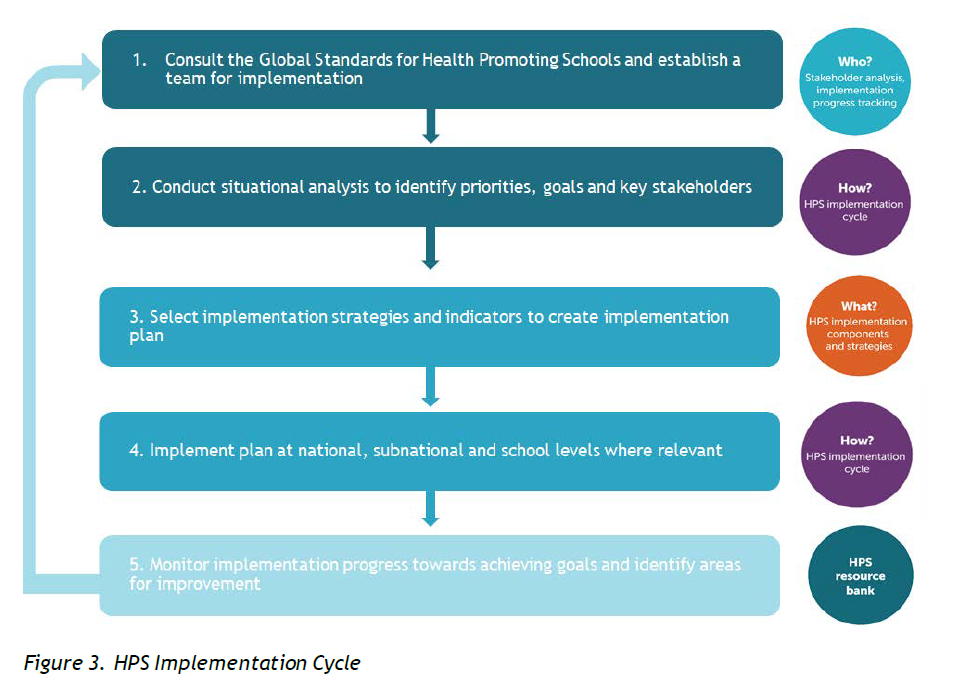 1. Consult the Global Standards for Health Promoting Schools and establish a
team for implementation
Who?
Stakeholder analysis,
implementation
progress tracking
2. Conduct situational analysis to identify priorities, goals and key stakeholders
How?
HPS implementation
cycle
3. Select implementation strategies and indicators to create implementation
plan
What?
HPS implementation
components
and strategies
4. Implement plan at national, subnational and school levels where relevant
How?
HPS implementation
cycle
5. Monitor implementation progress towards achieving goals and identify areas
for improvement
HPS
resource
bank
Figure 3. HPS Implementation Cycle